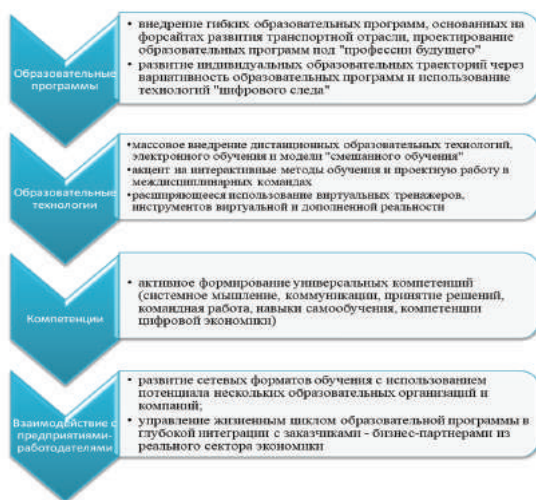 • внедрение гибких образовательных программ, основанных на
форсайтах развития транспортной отрасли, проектирование
образовательных программ под "профессии будущего"
• развитие индивидуальных образовательных траекторий через
вариативность образовательных программ и использование
технологий "цифрового следа"
Образовательные
программы
•массовое внедрение дистанционных образовательных технологий,
электронного обучения и модели "смешанного обучения"
•акцент на интерактивные методы обучения и проектную работу в
междисциплинарных командах
•расширяющееся использование виртуальных тренажеров,
инструментов виртуальной и дополненной реальности
Образовательные
технологии
• активное формирование универсальных компетенций
(системное мышление, коммуникации, принятие решений,
командная работа, навыки самообучения, компетенции
цифровой экономики)
Компетенции
• развитие сетевых форматов обучения с использованием
потенциала нескольких образовательных организаций и
компаний;
• управление жизненным циклом образовательной программы в
глубокой интеграции с заказчиками - бизнес-партнерами из
реального сектора экономики
Взаимодействие с
предприятиями-
работодателями